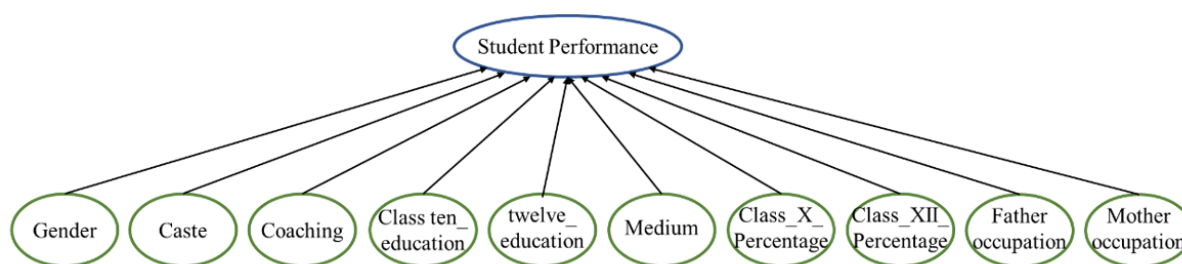 Student Performance
Gender
Caste
Coaching
Class ten_
education
twelve_
education
Medium
Class_X_
Percentage
Class_XII_
Percentage
Father
occupation
Mother
occupation